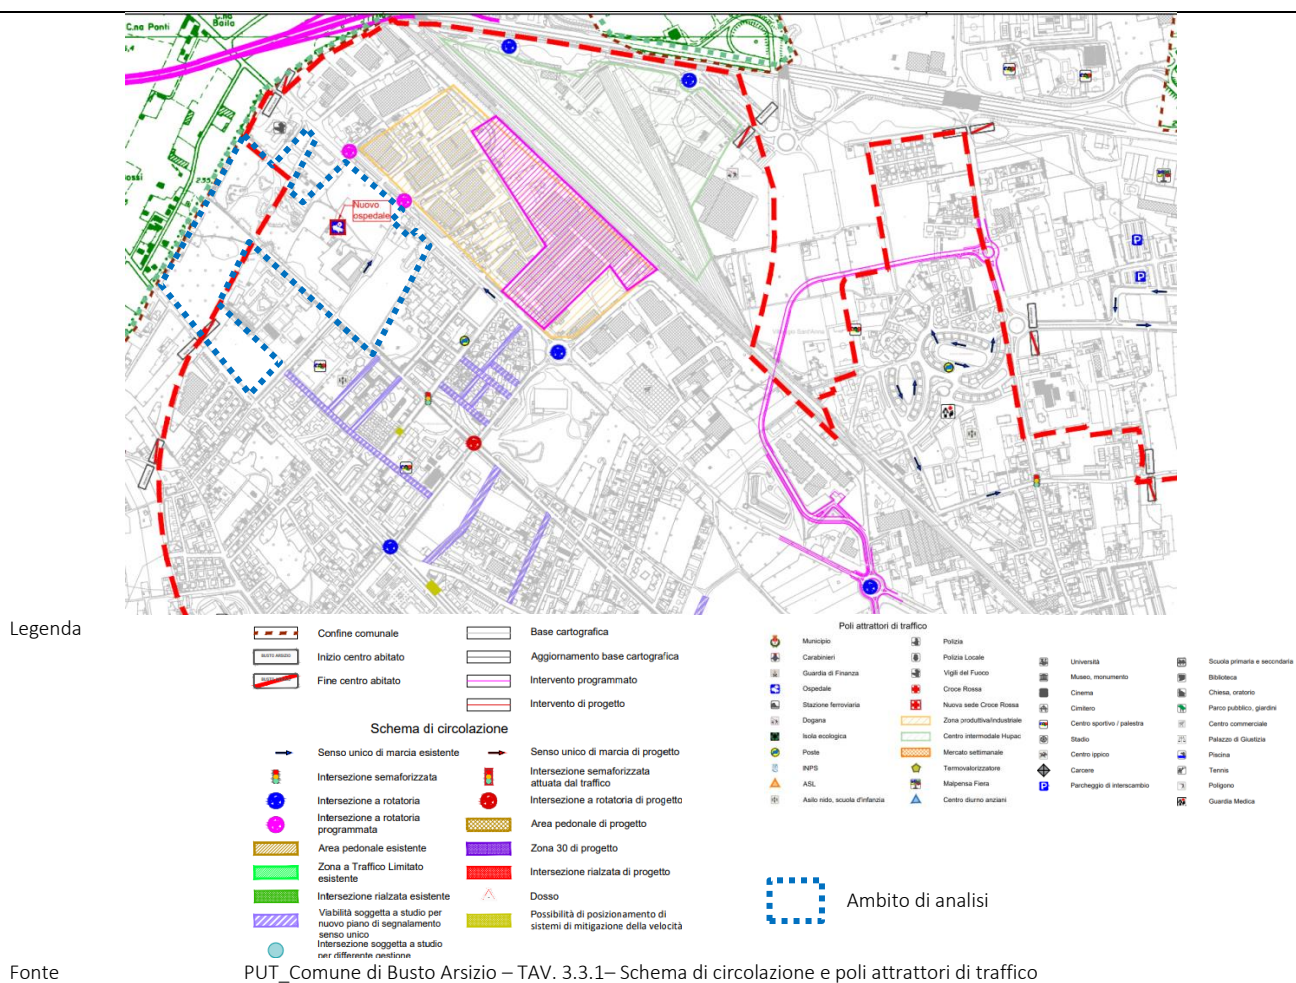 C.na Ponti
C.na
Baila
Nuovo
ospedale
Legenda
Confine comunale
Inizio centro abitato
Fine centro abitato
Base cartografica
Aggiornamento base cartografica
Intervento programmato
Intervento di progetto
Schema di circolazione
Senso unico di marcia esistente
Intersezione semaforizzata
Intersezione a rotatoria
Intersezione a rotatoria
programmata
Area pedonale esistente
Zona a Traffico Limitato
esistente
Intersezione rialzata esistente
Viabilità soggetta a studio per
nuovo piano di segnalamento
senso unico
Intersezione soggetta a studio
per differente gestione
Senso unico di marcia di progetto
Intersezione semaforizzata
attuata dal traffico
Intersezione a rotatoria di progetto
Area pedonale di progetto
Zona 30 di progetto
Intersezione rialzata di progetto
Dosso
Possibilità di posizionamento di
sistemi di mitigazione della velocità
Poli attrattori di traffico
Municipio
Carabinieri
Guardia di Finanza
Ospedale
Stazione ferroviaria
Dogana
Isola ecologica
Poste
INPS
ASL
Asilo nido, scuola d'infanzia
Polizia
Polizia Locale
Vigili del Fuoco
Croce Rossa
Nuova sede Croce Rossa
Zona produttiva/industriale
Centro intermodale Hupac
Mercato settimanale
Termovalorizzatore
Malpensa Fiera
Centro diurno anziani
Università
Museo, monumento
Cinema
Cimitero
Centro sportivo / palestra
Stadio
Centro ippico
Carcere
Parcheggio di interscambio
Scuola primaria e secondaria
Biblioteca
Chiesa, oratorio
Parco pubblico, giardini
Centro commerciale
Palazzo di Giustizia
Piscina
Tennis
Poligono
Guardia Medica
Ambito di analisi
Fonte
PUT_Comune di Busto Arsizio – TAV. 3.3.1– Schema di circolazione e poli attrattori di traffico